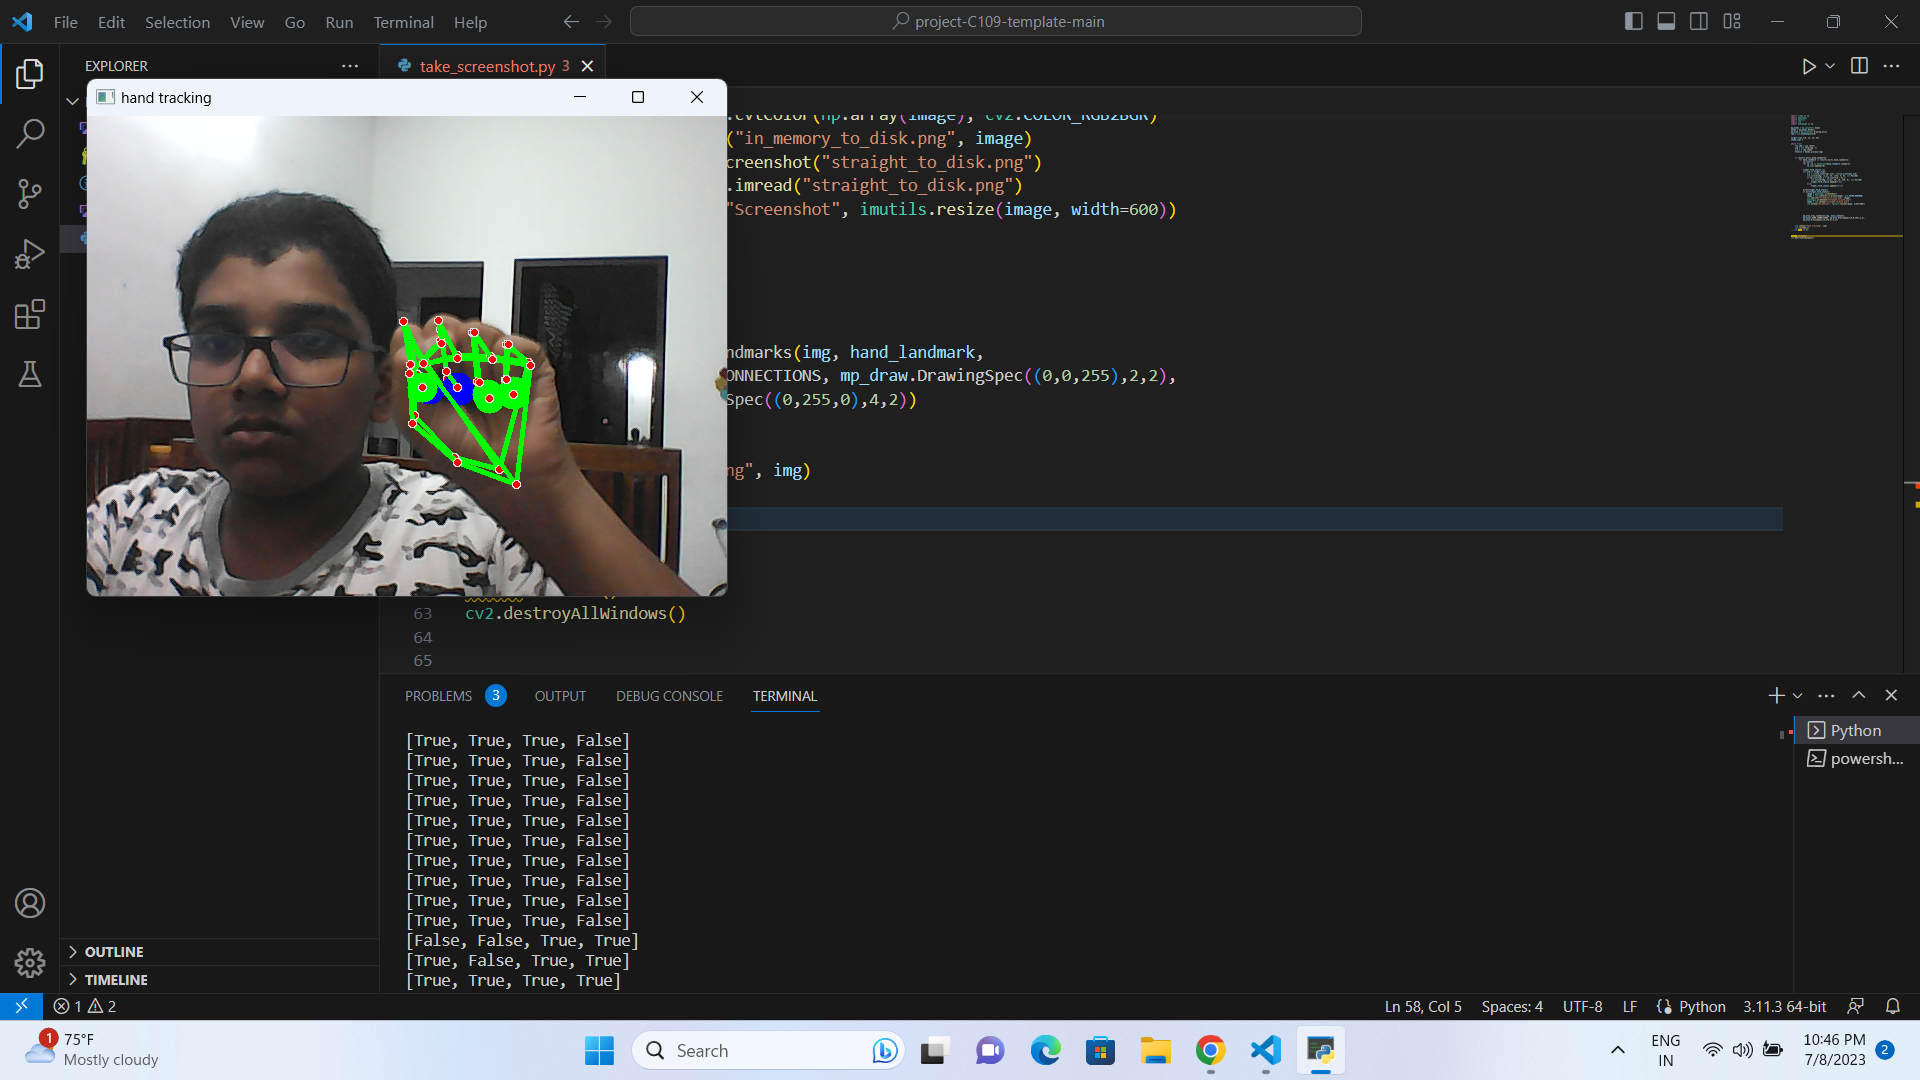 File Edit Selection View Go Run Terminal Help
project-C109-template-main
EXPLORER
take_screenshot.py 3
hand tracking
("in_memory_to_disk.png", image)
creenshot("straight_to_disk.png")
.imread("straight_to_disk.png")
"Screenshot", imutils.resize(image, width=600))
ndmarks(img, hand_landmark,
ONNECTIONS, mp_draw.DrawingSpec((0,0,255),2,2),
Spec((0,255,0),4,2))
ng", img)
63 cv2.destroyAllWindows()
64
65
PROBLEMS 3 OUTPUT DEBUG CONSOLE TERMINAL
[True, True, True, False]
[True, True, True, False]
[True, True, True, False]
[True, True, True, False]
[True, True, True, False]
[True, True, True, False]
[True, True, True, False]
[True, True, True, False]
[True, True, True, False]
[True, True, True, False]
[False, False, True, True]
[True, False, True, True]
[True, True, True, True]
Python
powersh...
OUTLINE
TIMELINE
1 2
Ln 58, Col 5 Spaces: 4 UTF-8 LF Python 3.11.3 64-bit
1
75°F
Mostly cloudy
Search
ENG
IN
10:46 PM
7/8/2023
2